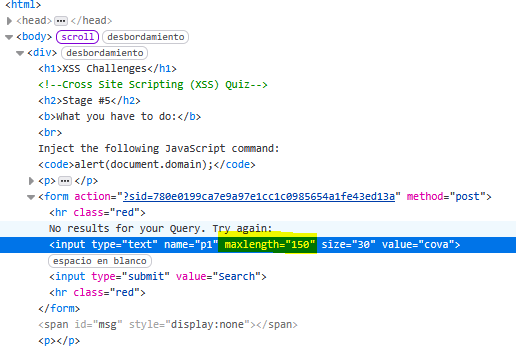 <html>
<head> ⋯ </head>
<body> scroll desbordamiento
<div> desbordamiento
<h1>XSS Challenges</h1>
<!--Cross Site Scripting (XSS) Quiz-->
<h2>Stage #5</h2>
<b>What you have to do:</b>
<br>
Inject the following JavaScript command:
<code>alert(document.domain);</code>
<p> ⋯ </p>
<form action="?sid=780e0199ca7e9a97e1cc1c0985654a1fe43ed13a" method="post">
<hr class="red">
No results for your Query. Try again:
<input type="text" name="p1" maxlength="150" size="30" value="cova">
espacio en blanco
<input type="submit" value="Search">
<hr class="red">
</form>
<span id="msg" style="display:none"></span>
<p></p>